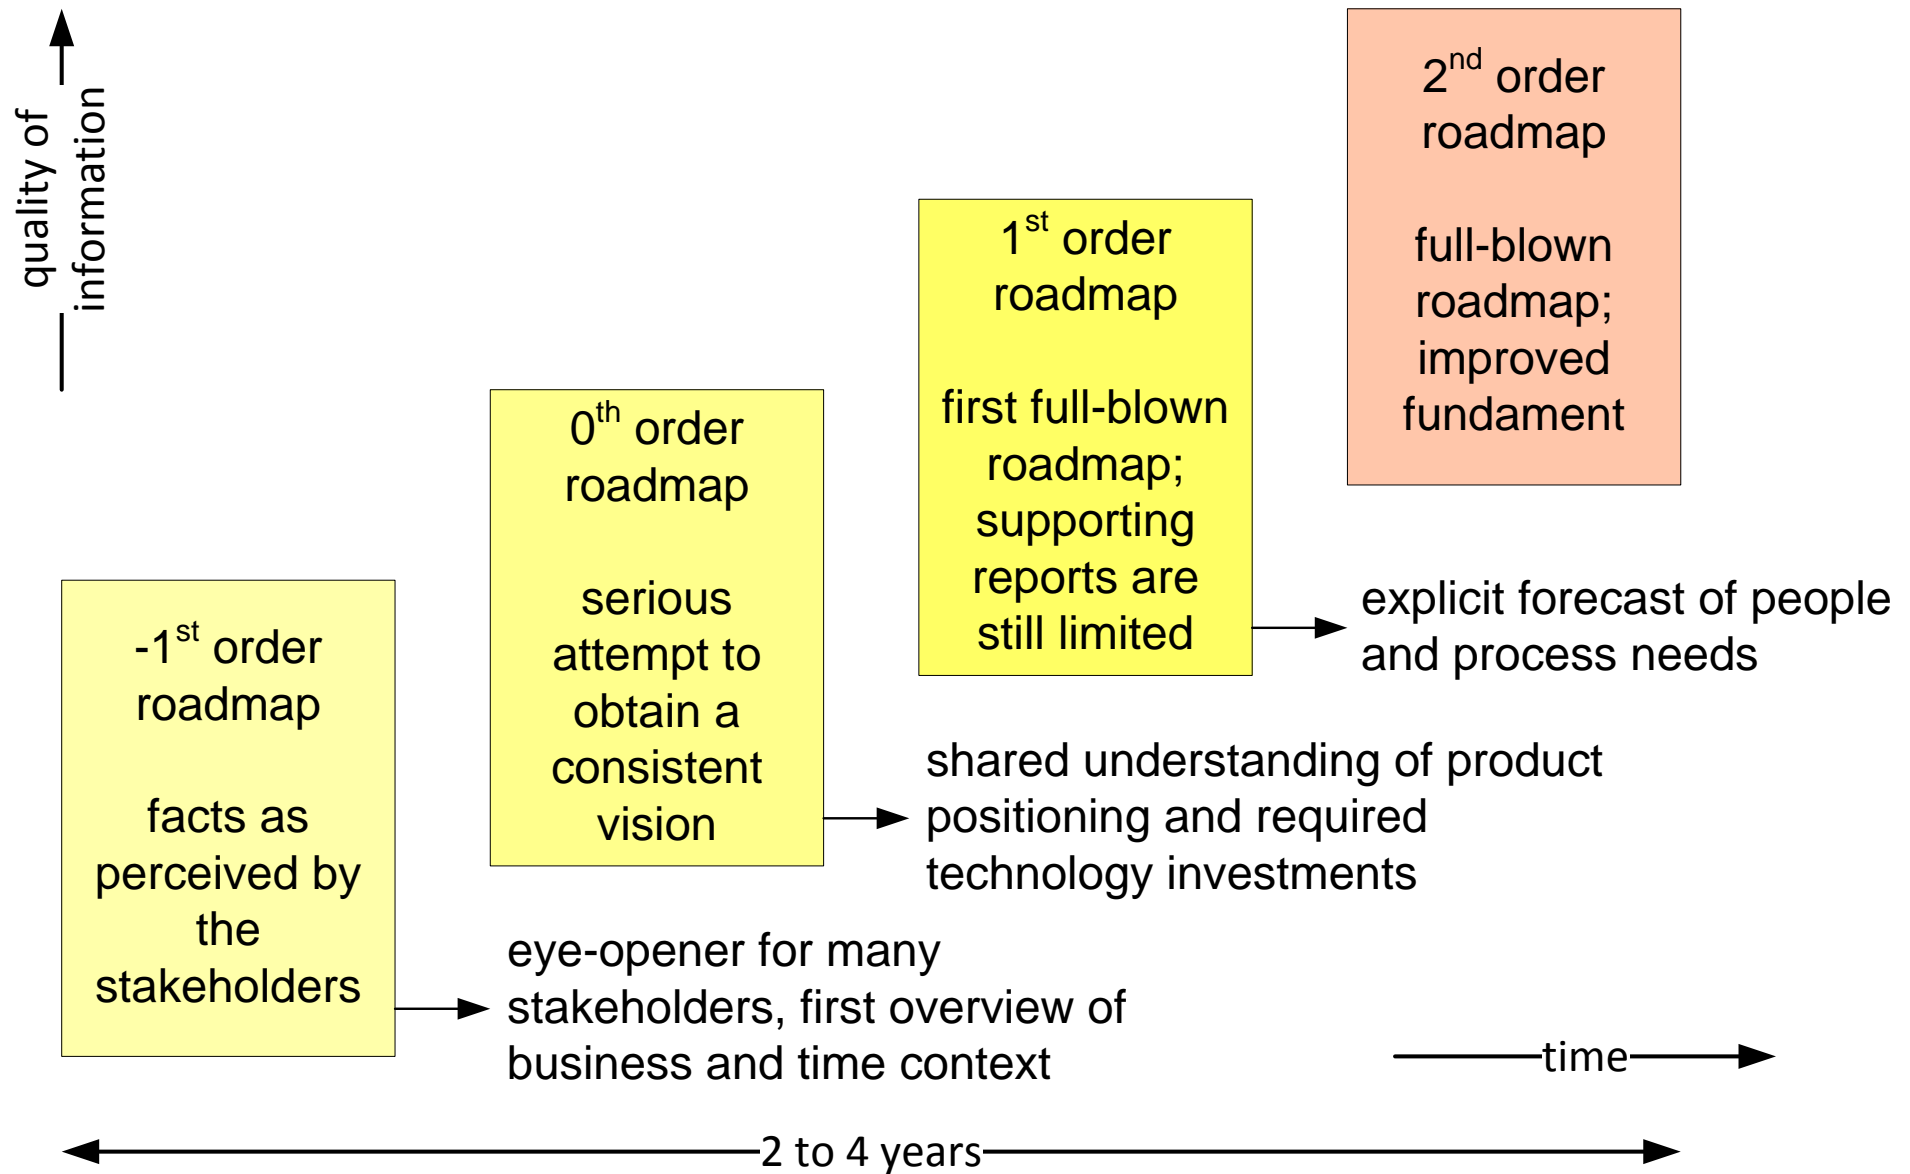 quality of
information
-1st order
roadmap
facts as
perceived by
the
stakeholders
eye-opener for many
stakeholders, first overview of
business and time context
0th order
roadmap
serious
attempt to
obtain a
consistent
vision
shared understanding of product
positioning and required
technology investments
1st order
roadmap
first full-blown
roadmap;
supporting
reports are
still limited
explicit forecast of people
and process needs
2nd order
roadmap
full-blown
roadmap;
improved
fundament
time
2 to 4 years